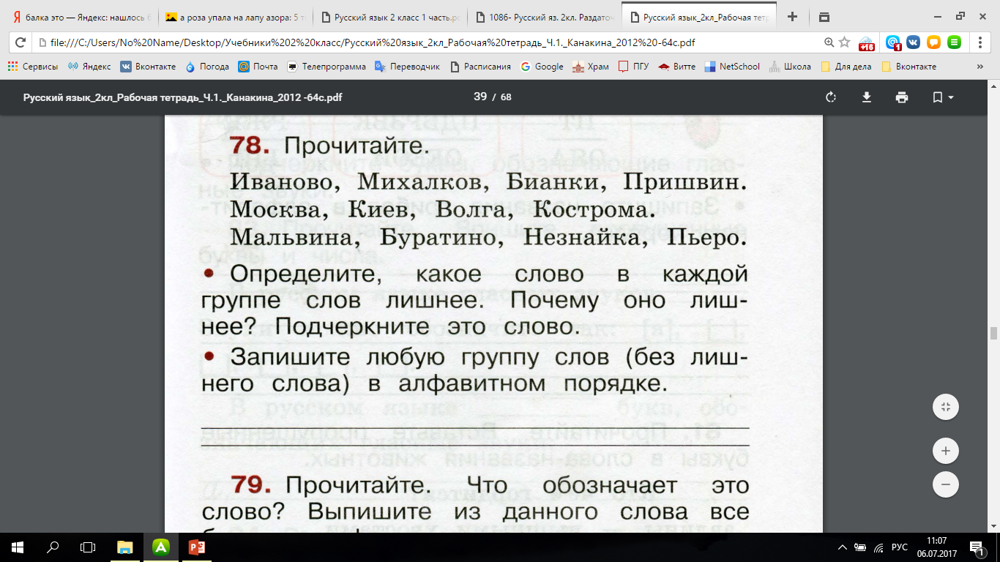 балка это — Яндекс: нашлось
а роза упала на лапу азора: 5 т
Русский язык 2 класс 1 часть.p
1086- Русский яз. 2кл. Раздаточ
Русский язык_2кл_Рабочая тетр
file:///C:/Users/No%20Name/Desktop/Учебники%202%20класс/Русский%20язык_2кл_Рабочая%20тетрадь_Ч.1._Канакина_2012%20-64с.pdf
+16
1
Сервисы Яндекс Вконтакте Погода Почта Телепрограмма Переводчик Расписания Google Храм ПГУ Витте NetSchool Школа Для дела Вконтакте »
Русский язык_2кл_Рабочая тетрадь_Ч.1._Канакина_2012 -64с.pdf
39 / 68
78. Прочитайте.
Иваново, Михалков, Бианки, Пришвин.
Москва, Киев, Волга, Кострома.
Мальвина, Буратино, Незнайка, Пьеро.
• Определите, какое слово в каждой
группе слов лишнее. Почему оно лиш-
нее? Подчеркните это слово.
• Запишите любую группу слов (без лиш-
него слова) в алфавитном порядке.
79. Прочитайте. Что обозначает это
слово? Выпишите из данного слова все
РУС
11:07
06.07.2017
1